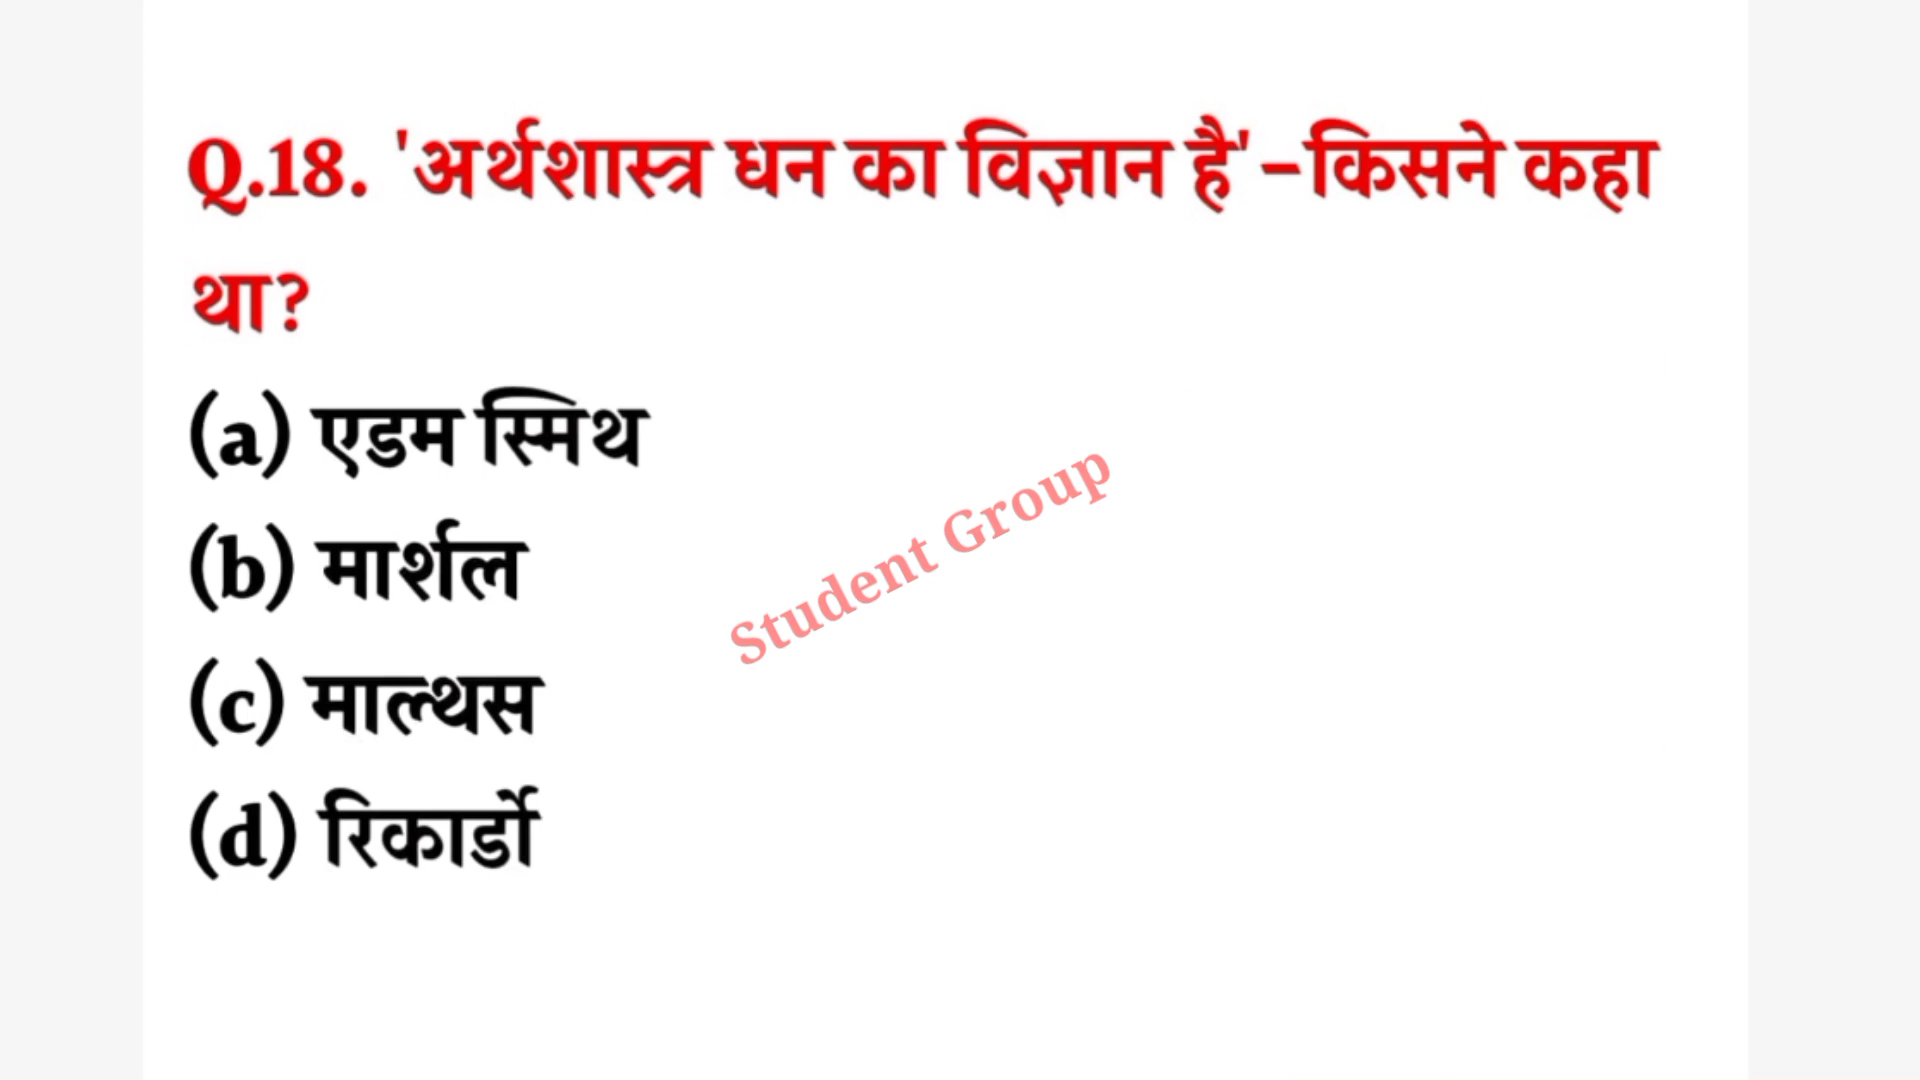 Q.18. 'अर्थशास्त्र धन का विज्ञान है'-किसने कहा
था?
(a) एडम स्मिथ
(b) मार्शल
Student Group
(c) माल्थस
(d) रिकार्डो